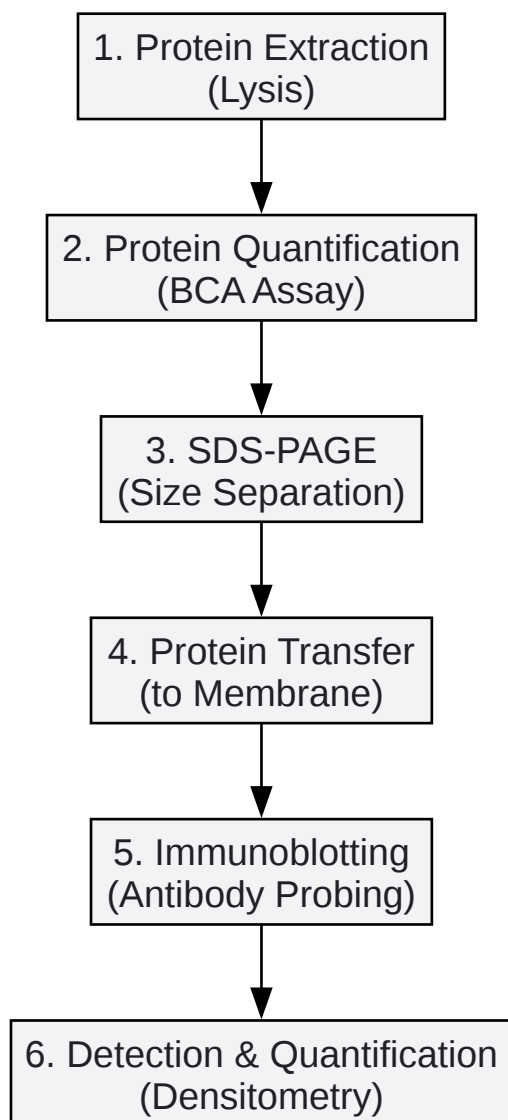 1. Protein Extraction
(Lysis)
2. Protein Quantification
(BCA Assay)
3. SDS-PAGE
(Size Separation)
4. Protein Transfer
(to Membrane)
5. Immunoblotting
(Antibody Probing)
6. Detection & Quantification
(Densitometry)